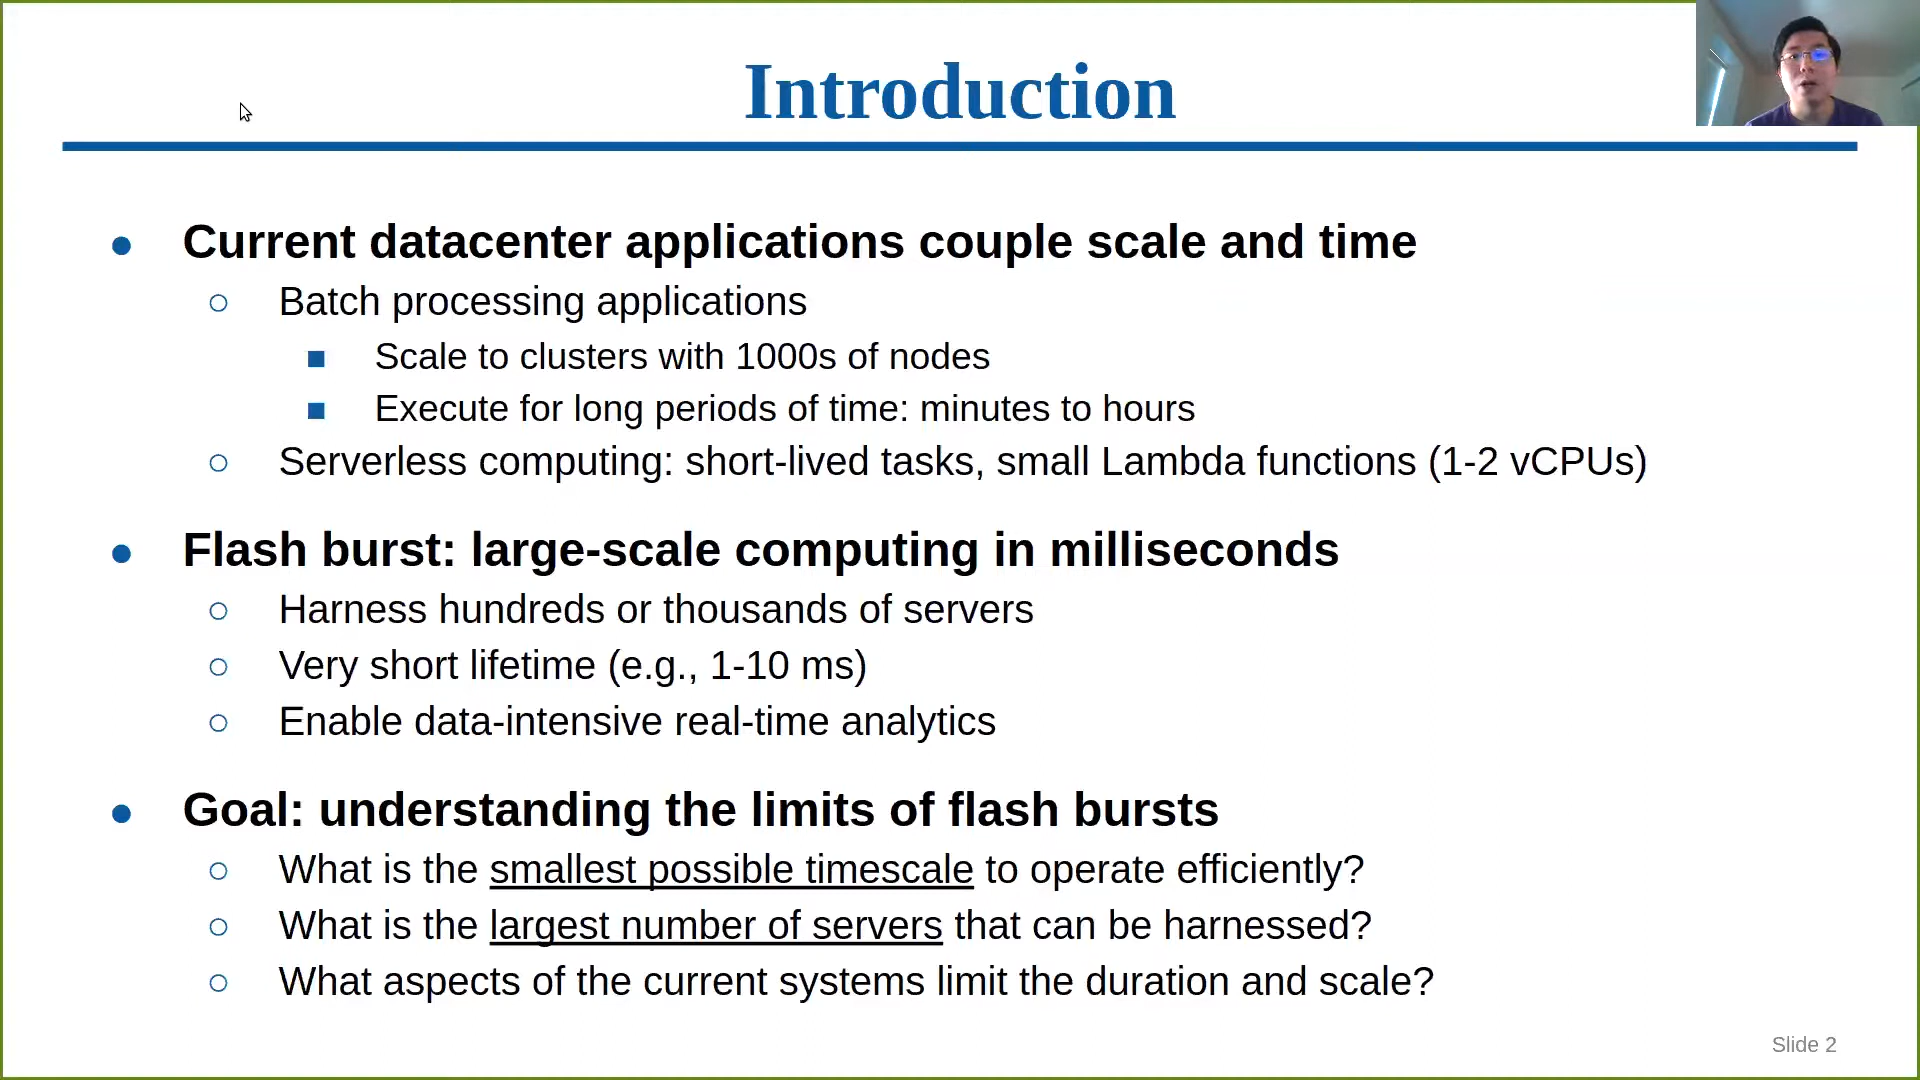 Introduction
Current datacenter applications couple scale and time
Batch processing applications
Scale to clusters with 1000s of nodes
Execute for long periods of time: minutes to hours
Serverless computing: short-lived tasks, small Lambda functions (1-2 vCPUs)
Flash burst: large-scale computing in milliseconds
Harness hundreds or thousands of servers
Very short lifetime (e.g., 1-10 ms)
Enable data-intensive real-time analytics
Goal: understanding the limits of flash bursts
What is the smallest possible timescale to operate efficiently?
What is the largest number of servers that can be harnessed?
What aspects of the current systems limit the duration and scale?
Slide 2